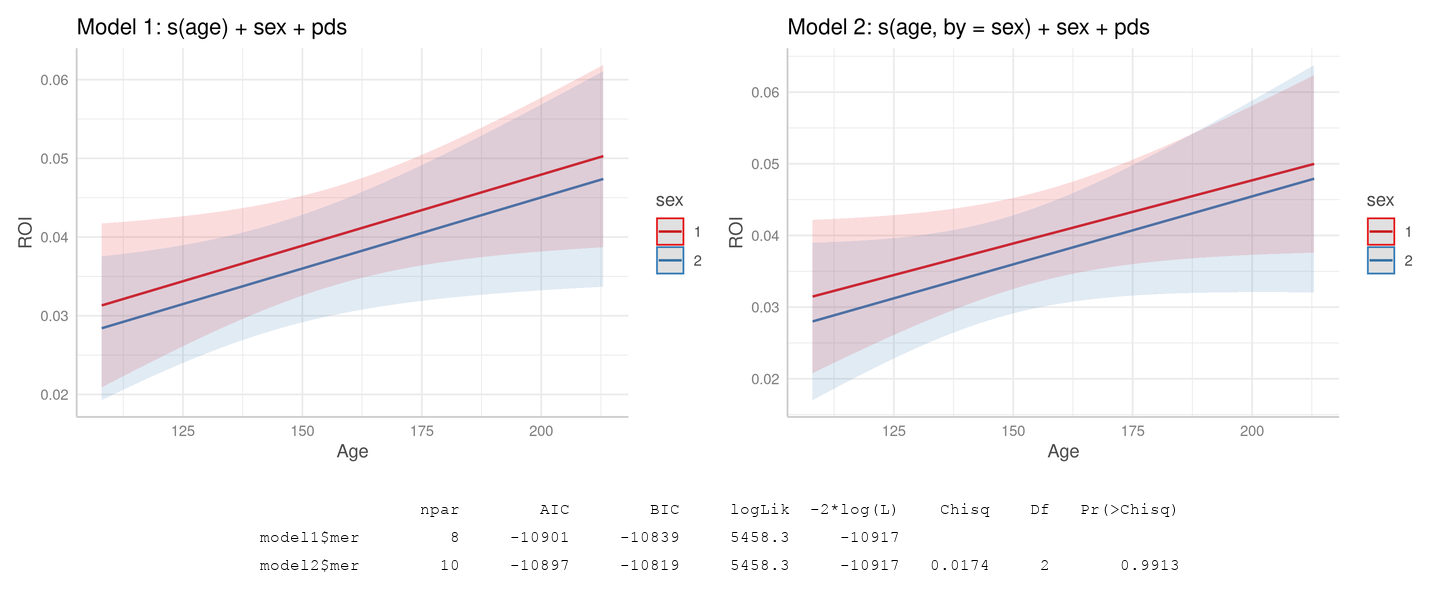 Model 1: s(age) + sex + pds
0.06
0.05
0.04
0.03
0.02
ROI
125 150 175 200
Age
sex
1
2
Model 2: s(age, by = sex) + sex + pds
0.06
0.05
0.04
0.03
0.02
ROI
125 150 175 200
Age
sex
1
2
npar AIC BIC logLik -2*log(L) Chisq Df Pr(>Chisq)
model1$mer 8 -10901 -10839 5458.3 -10917
model2$mer 10 -10897 -10819 5458.3 -10917 0.0174 2 0.9913